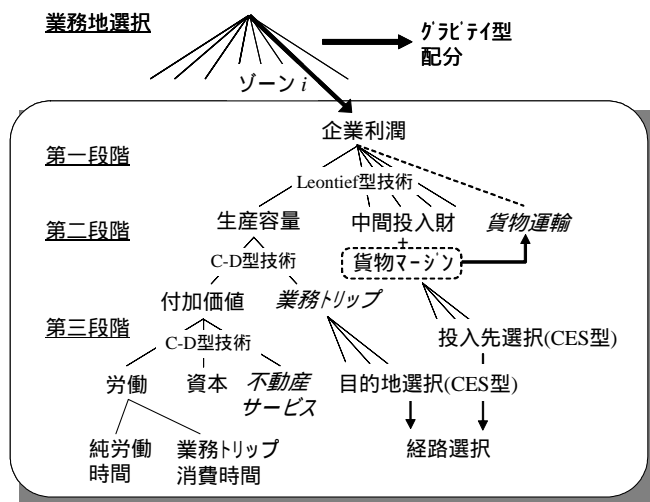 業務地選択
ｸﾞﾗﾋﾞﾃｲ型
配分
ゾーン i
企業利潤
第一段階
Leontief型技術
第二段階
生産容量
中間投入財
貨物運輸
+
C-D型技術
貨物ﾏｰｼﾞﾝ
付加価値
業務ﾄﾘｯﾌﾟ
第三段階
投入先選択(CES型)
C-D型技術
労働
資本
不動産
サービス
目的地選択(CES型)
純労働
時間
業務ﾄﾘｯﾌﾟ
消費時間
経路選択